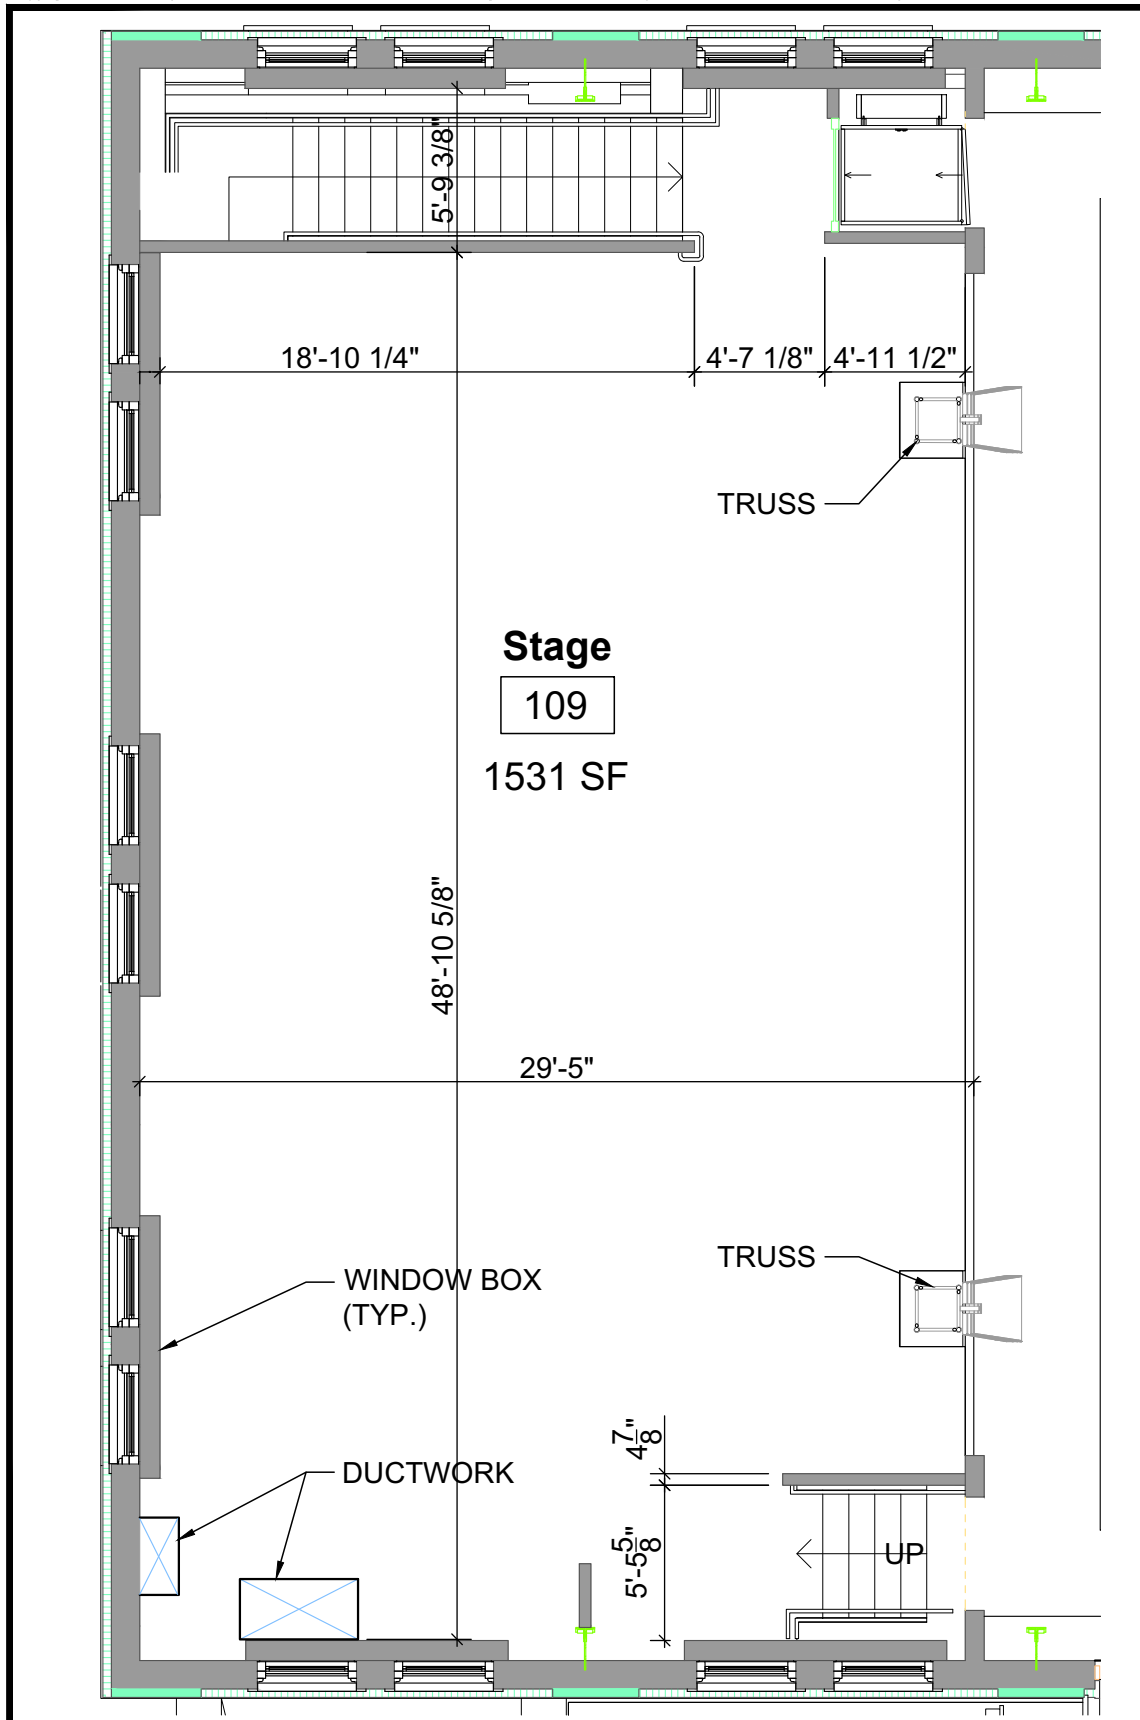 5'-9 3/8"
18'-10 1/4"
4'-7 1/8"
4'-11 1/2"
TRUSS
Stage
109
1531 SF
48'-10 5/8"
29'-5"
TRUSS
WINDOW BOX
(TYP.)
4 7/8"
DUCTWORK
5'-5 5/8"
UP